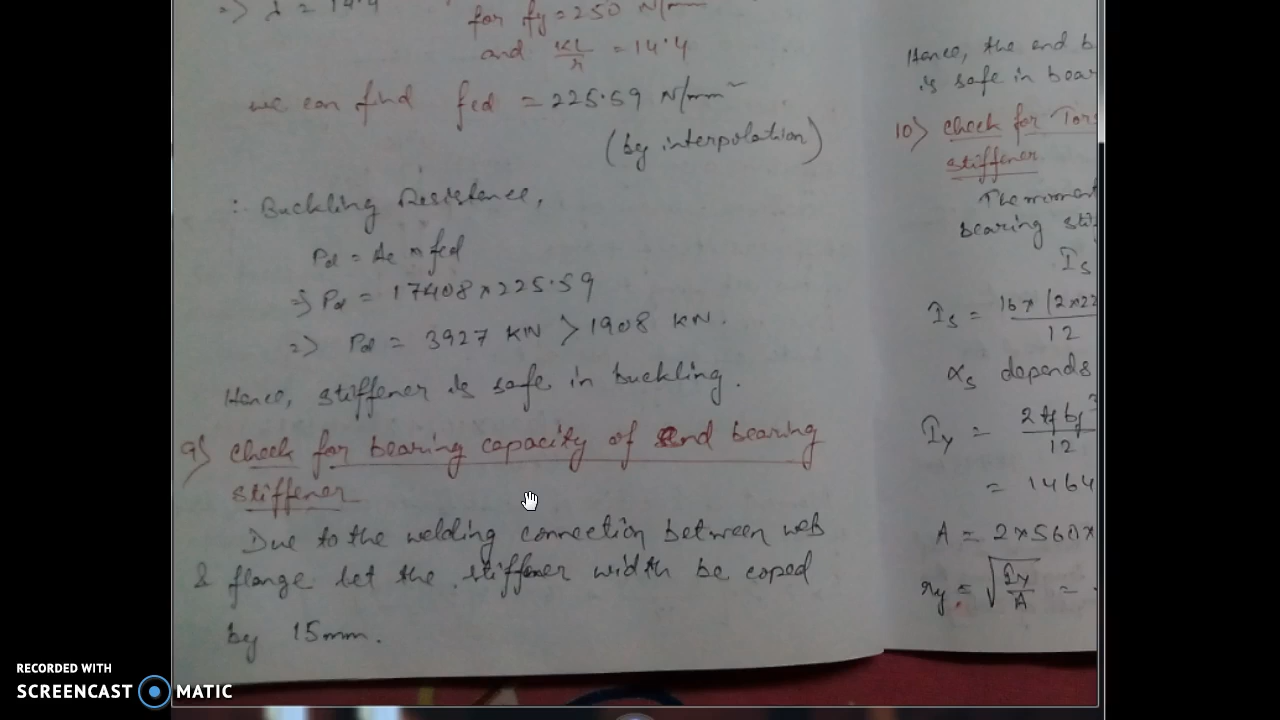 => λ = 14.4
for fy = 250 N/mm
and KL/r = 14.4
we can find fcd = 225.59 N/mm²
(by interpolation)
∴ Buckling Resistance,
Pd = Ae × fcd
=> Pd = 17408 × 225.59
=> Pd = 3927 KN > 1908 KN.
Hence, stiffener is safe in buckling.
9) Check for bearing capacity of end bearing
stiffener
Due to the welding connection between web
& flange let the stiffener width be coped
by 15mm.
Hence, the end b
is safe in bear
10) Check for Tors
stiffener
The moment
bearing sti
Is
Is = 16 × (2×22
12
αs depends
Iy = 2 tf bf³
12
= 1464
A = 2×560×
ry = √Iy/A =
RECORDED WITH
SCREENCAST MATIC